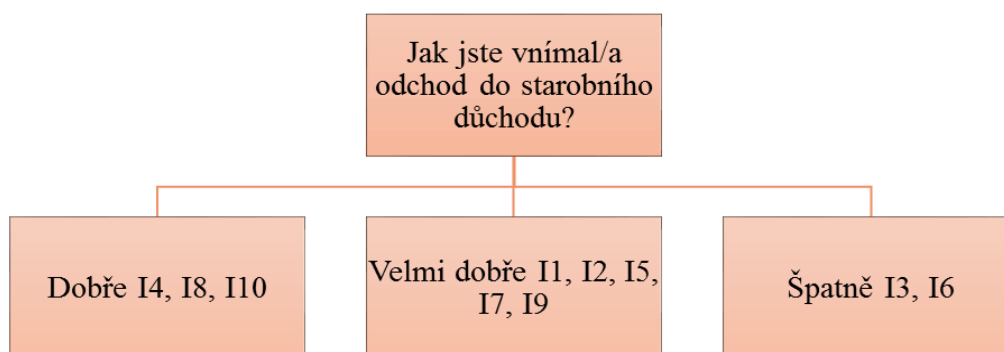 Jak jste vnímal/a
odchod do starobního
důchodu?
Dobře I4, I8, I10
Velmi dobře I1, I2, I5,
I7, I9
Špatně I3, I6